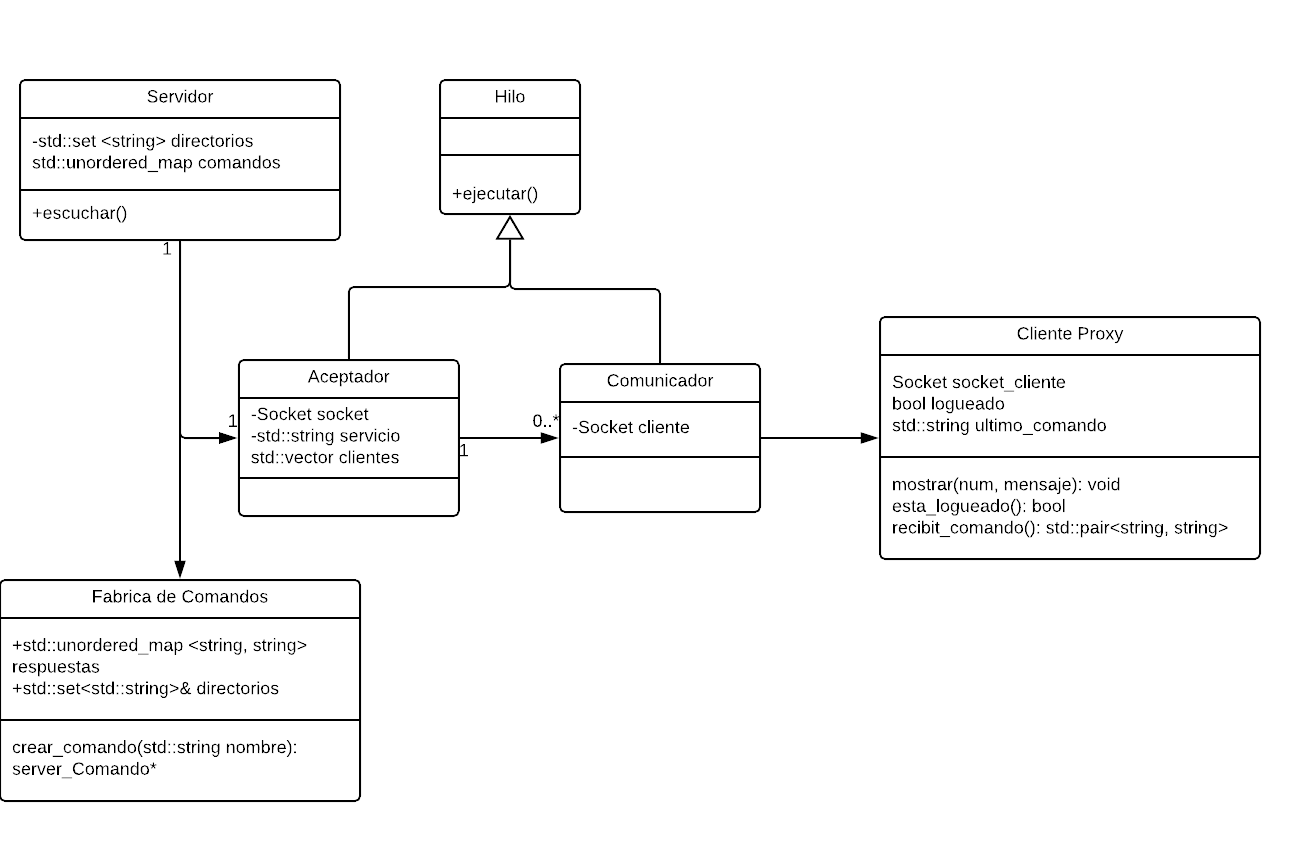 Servidor
-std::set <string> directorios
std::unordered_map comandos
+escuchar()
1
Hilo
+ejecutar()
Aceptador
1
-Socket socket
-std::string servicio
std::vector clientes
1
0..*
Comunicador
-Socket cliente
Cliente Proxy
Socket socket_cliente
bool logueado
std::string ultimo_comando
mostrar(num, mensaje): void
esta_logueado(): bool
recibit_comando(): std::pair<string, string>
Fabrica de Comandos
+std::unordered_map <string, string>
respuestas
+std::set<std::string>& directorios
crear_comando(std::string nombre):
server_Comando*